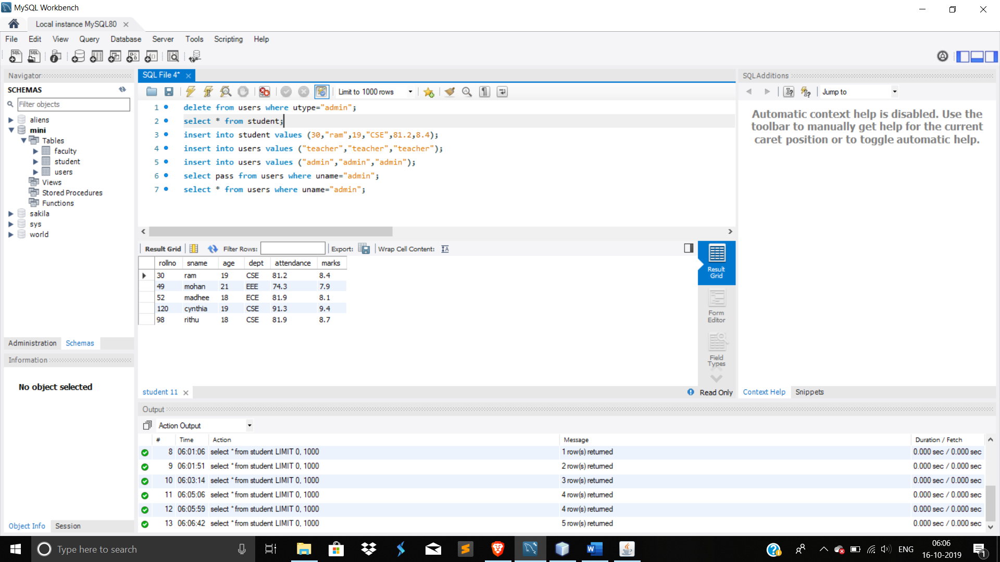 MySQL Workbench
Local instance MySQL80
File Edit View Query Database Server Tools Scripting Help
Navigator
SCHEMAS
Filter objects
aliens
mini
Tables
faculty
student
users
Views
Stored Procedures
Functions
sakila
sys
world
Administration Schemas
Information
No object selected
Object Info Session
SQL File 4*
Limit to 1000 rows
1 delete from users where utype="admin";
2 select * from student;
3 insert into student values (30,"ram",19,"CSE",81.2,8.4);
4 insert into users values ("teacher","teacher","teacher");
5 insert into users values ("admin","admin","admin");
6 select pass from users where uname="admin";
7 select * from users where uname="admin";
Result Grid Filter Rows: Export: Wrap Cell Content:
rollno sname age dept attendance marks
30 ram 19 CSE 81.2 8.4
49 mohan 21 EEE 74.3 7.9
52 madhee 18 ECE 81.9 8.1
120 cynthia 19 CSE 91.3 9.4
98 rithu 18 CSE 81.9 8.7
Result
Grid
Form
Editor
Field
Types
student 11
Read Only
SQLAdditions
Jump to
Automatic context help is disabled. Use the
toolbar to manually get help for the current
caret position or to toggle automatic help.
Context Help Snippets
Output
Action Output
# Time Action Message Duration / Fetch
8 06:01:06 select * from student LIMIT 0, 1000 1 row(s) returned 0.000 sec / 0.000 sec
9 06:01:51 select * from student LIMIT 0, 1000 2 row(s) returned 0.000 sec / 0.000 sec
10 06:03:14 select * from student LIMIT 0, 1000 3 row(s) returned 0.000 sec / 0.000 sec
11 06:05:06 select * from student LIMIT 0, 1000 4 row(s) returned 0.000 sec / 0.000 sec
12 06:05:59 select * from student LIMIT 0, 1000 4 row(s) returned 0.000 sec / 0.000 sec
13 06:06:42 select * from student LIMIT 0, 1000 5 row(s) returned 0.000 sec / 0.000 sec
Type here to search
ENG
06:06
16-10-2019
1